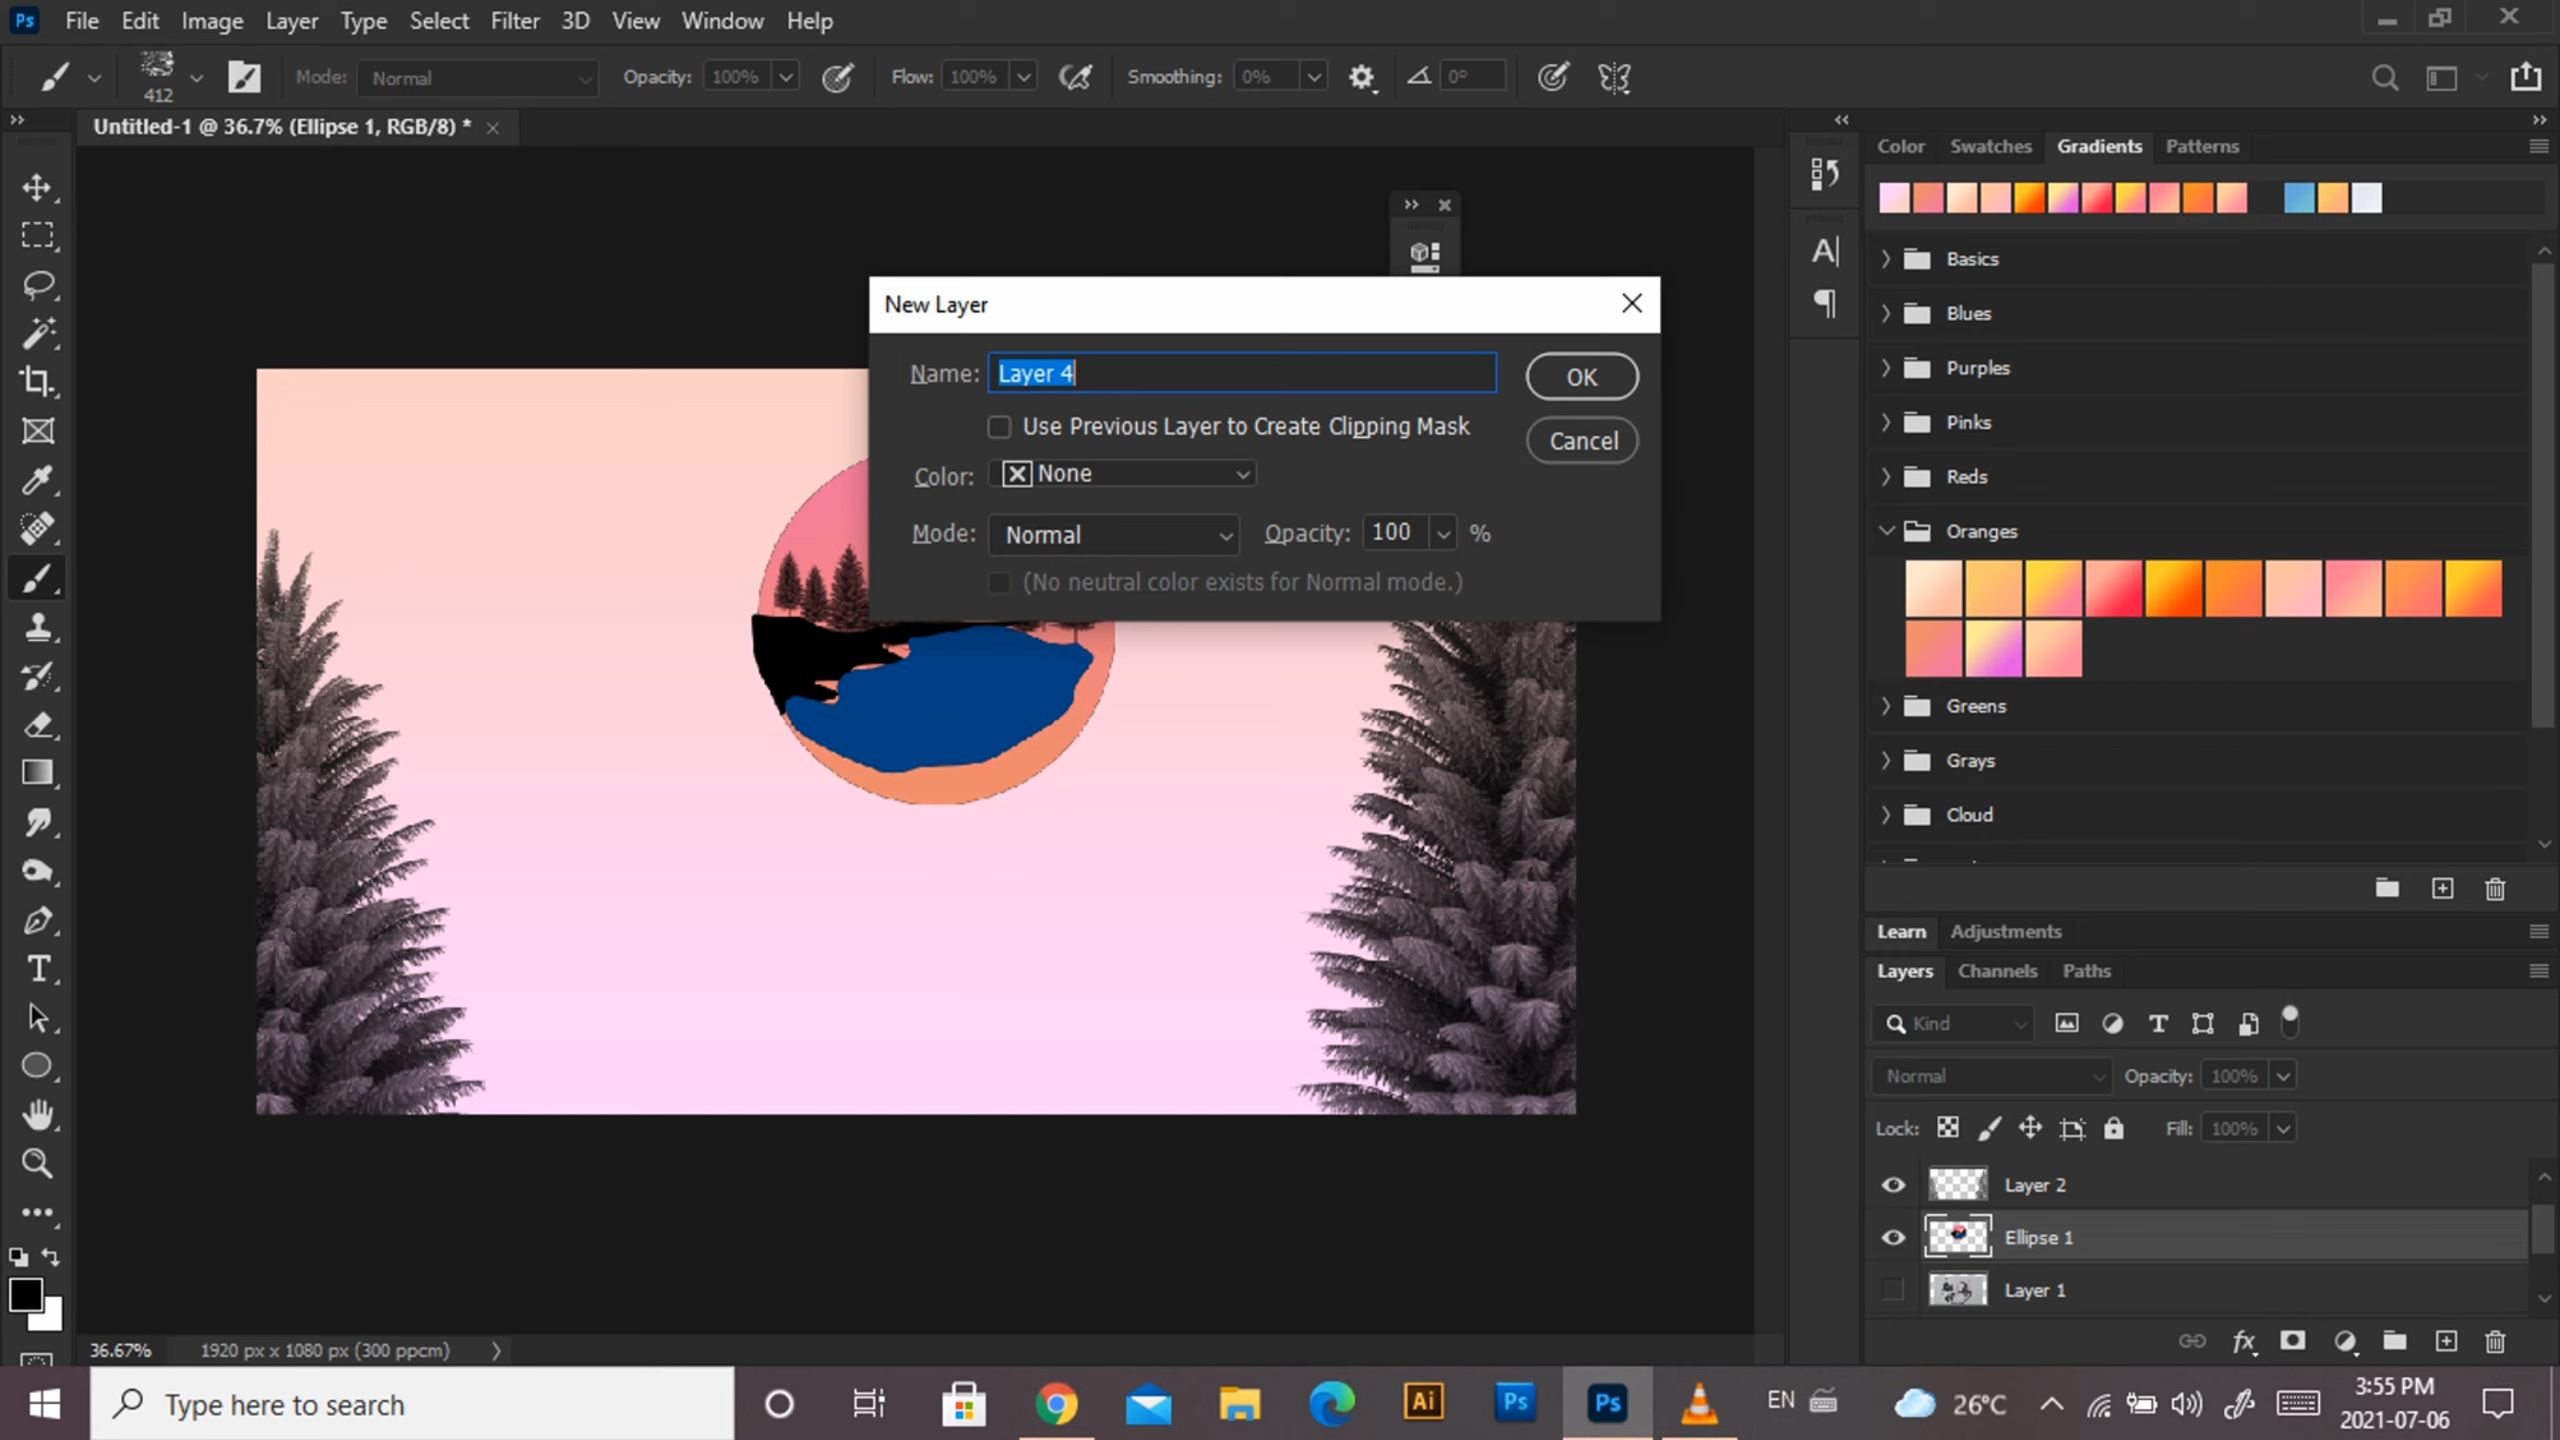 Ps File Edit Image Layer Type Select Filter 3D View Window Help
412 Mode: Normal Opacity: 100% Flow: 100% Smoothing: 0% 0°
Untitled-1 @ 36.7% (Ellipse 1, RGB/8) *
Color Swatches Gradients Patterns
Basics
Blues
Purples
Pinks
Reds
Oranges
Greens
Grays
Cloud
New Layer
Name: Layer 4 OK
Use Previous Layer to Create Clipping Mask
Cancel
Color: None
Mode: Normal Opacity: 100 %
(No neutral color exists for Normal mode.)
Learn Adjustments
Layers Channels Paths
Kind
Normal Opacity: 100%
Lock: Fill: 100%
Layer 2
Ellipse 1
Layer 1
fx
36.67% 1920 px x 1080 px (300 ppcm)
Type here to search
Ai Ps Ps
EN
26°C
3:55 PM
2021-07-06